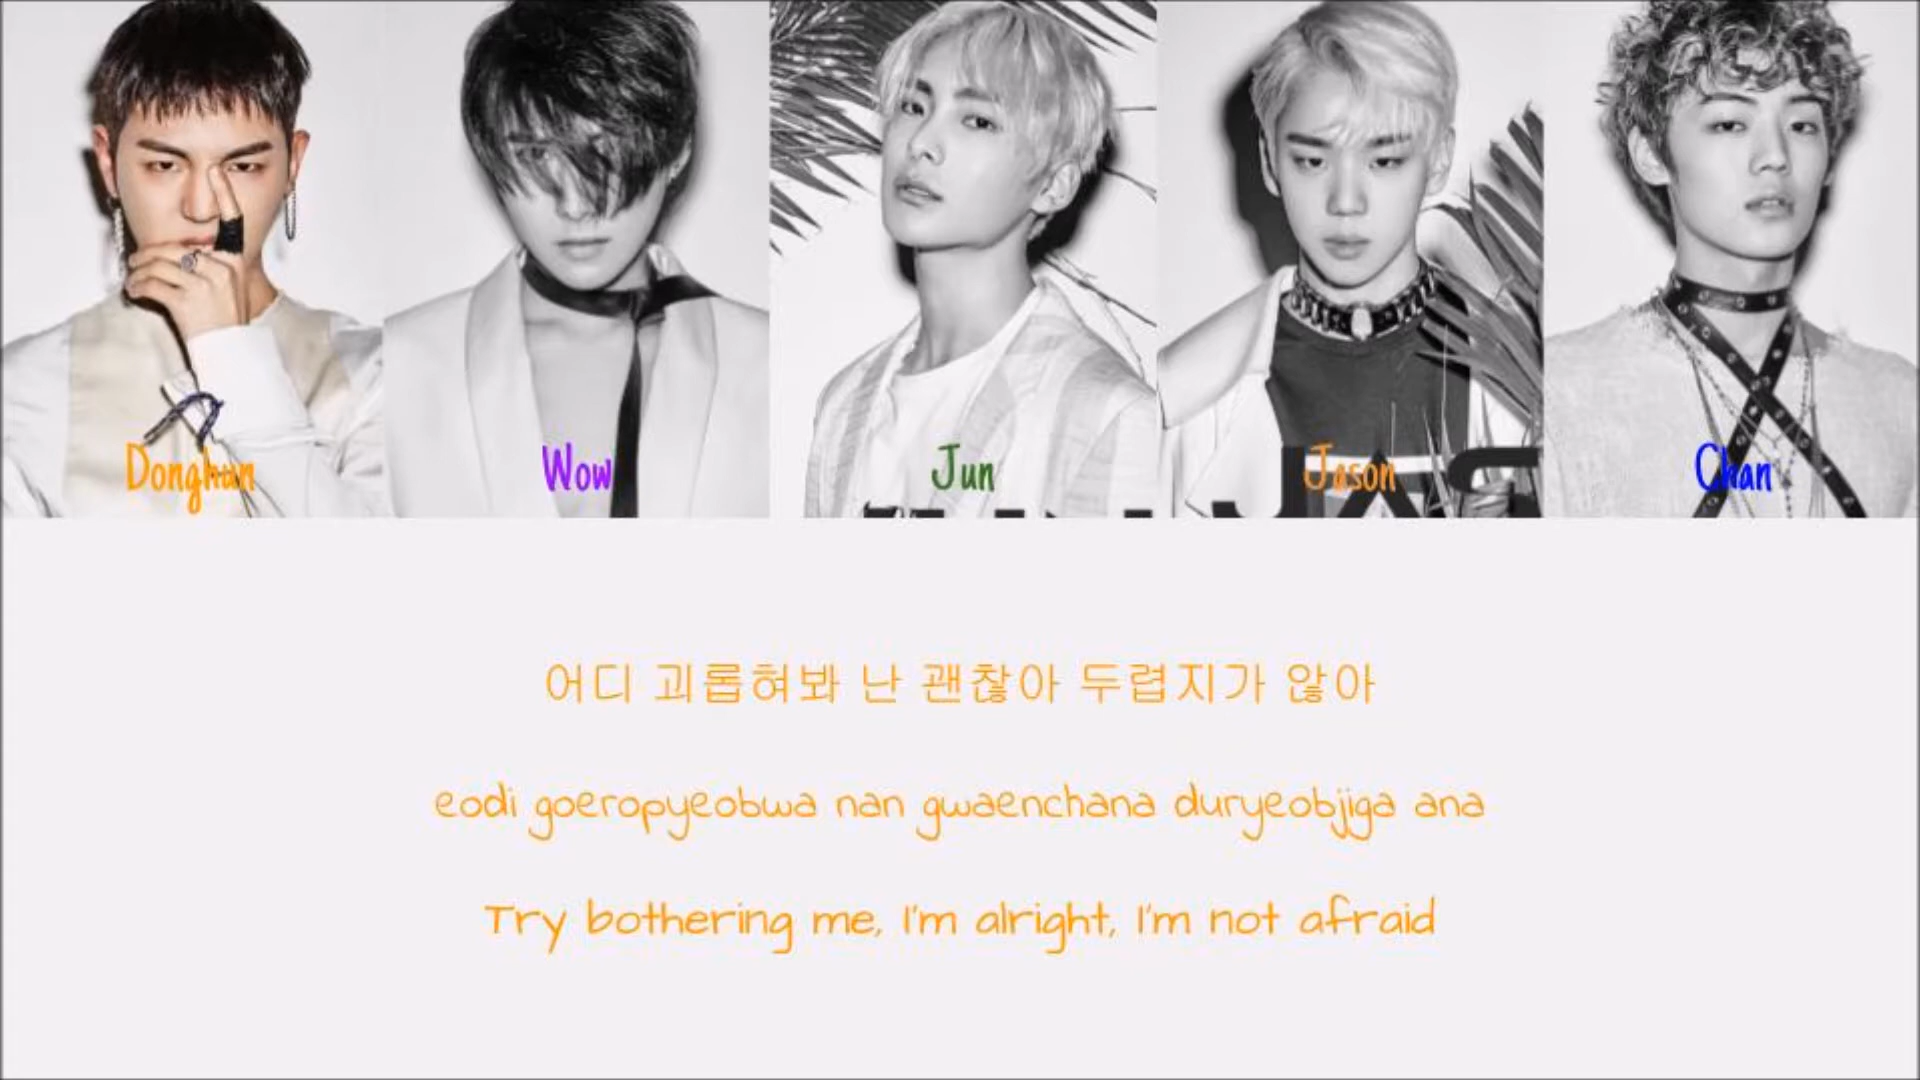 Donghun
Wow
Jun
Jason
Chan
어디 괴롭혀봐 난 괜찮아 두렵지가 않아
eodi goeropyeobwa nan gwaenchana duryeobjiga ana
Try bothering me, I'm alright, I'm not afraid